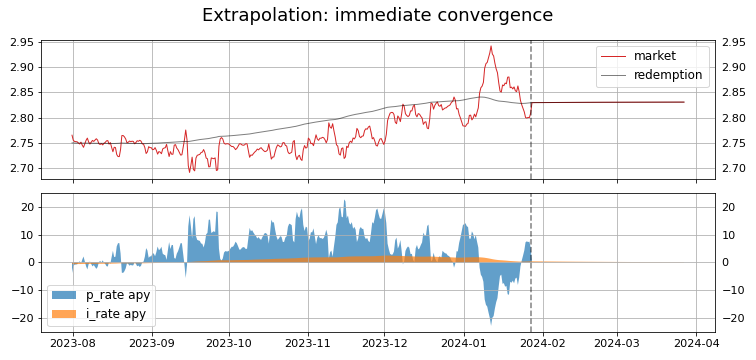 Extrapolation: immediate convergence
2.95 2.95
2.90 2.90
2.85 2.85
2.80 2.80
2.75 2.75
2.70 2.70
market
redemption
20 20
10 10
0 0
−10 −10
−20 −20
p_rate apy
i_rate apy
2023-08 2023-09 2023-10 2023-11 2023-12 2024-01 2024-02 2024-03 2024-04